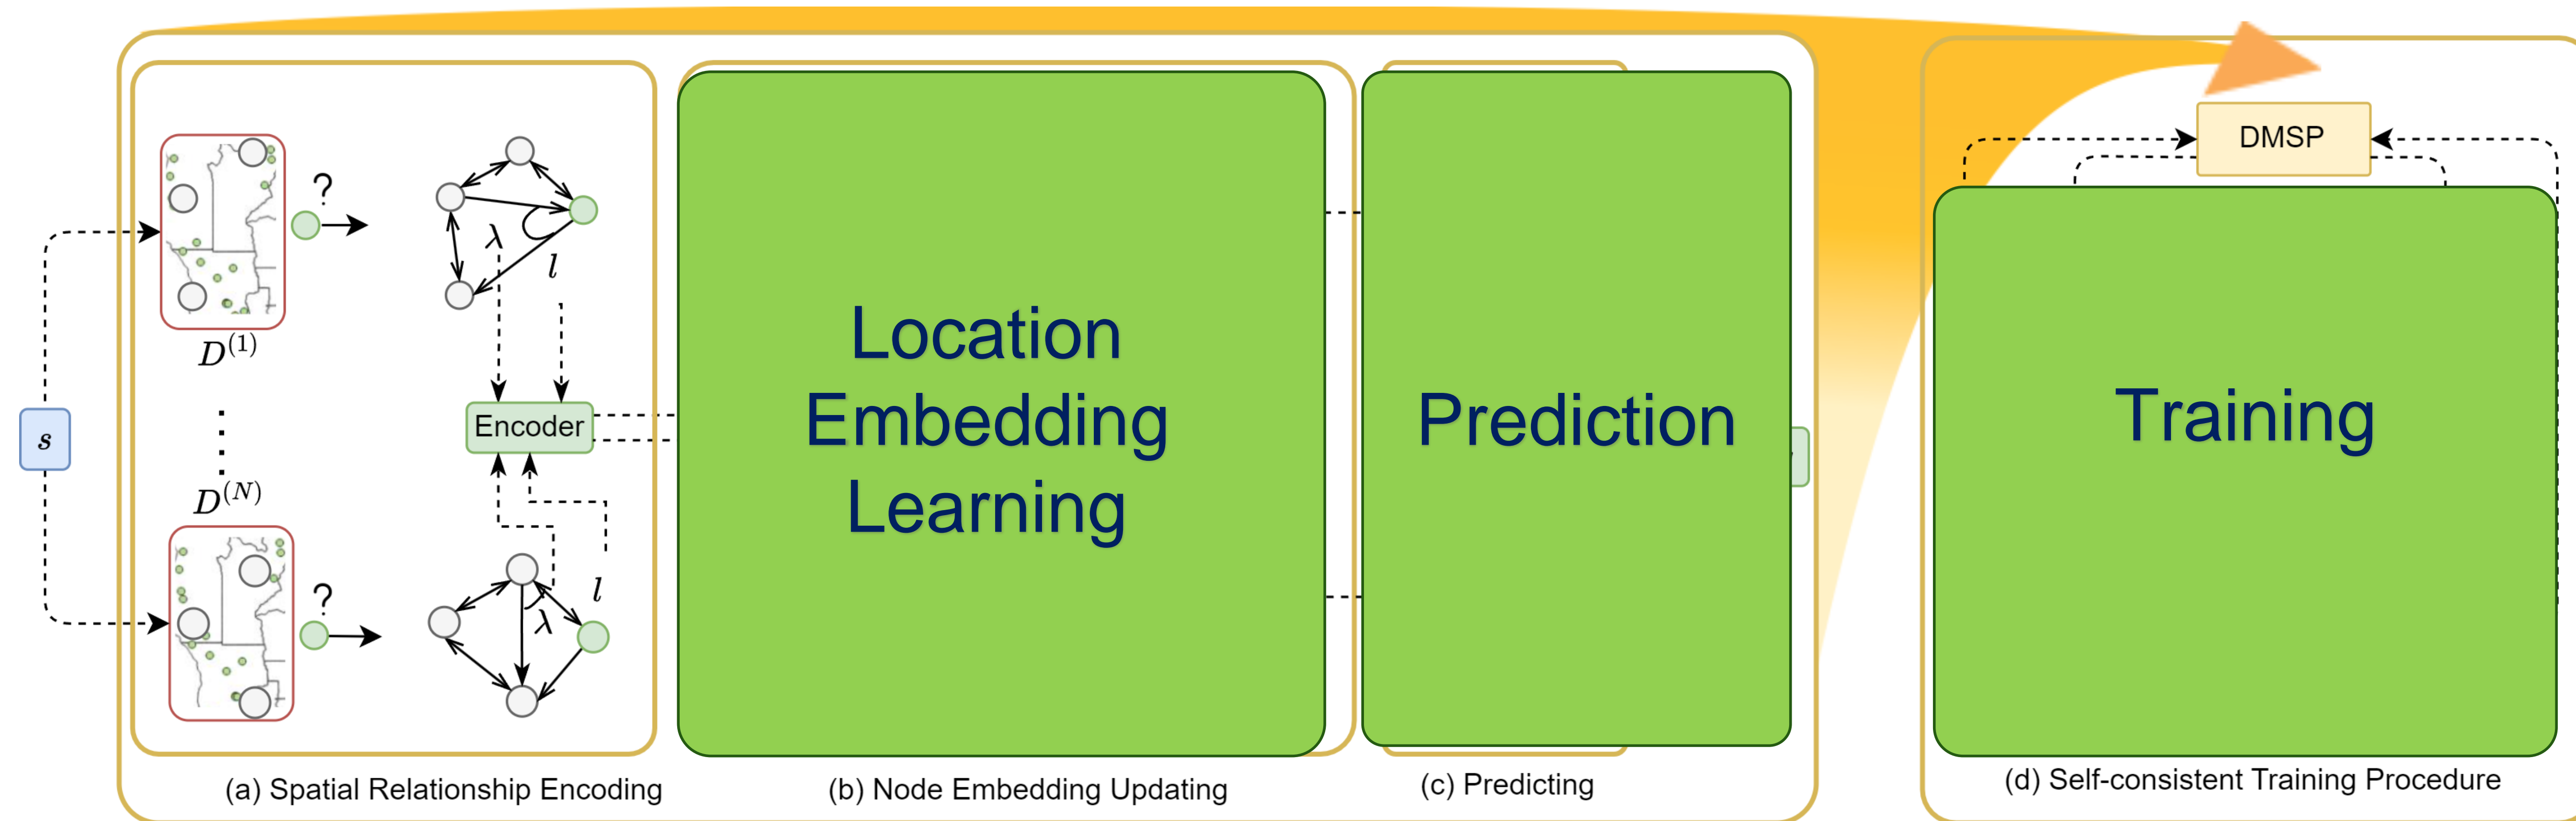 s
D^{(1)}
D^{(N)}
?
?
λ
l
λ
l
Encoder
Location
Embedding
Learning
Prediction
DMSP
Training
(a) Spatial Relationship Encoding
(b) Node Embedding Updating
(c) Predicting
(d) Self-consistent Training Procedure